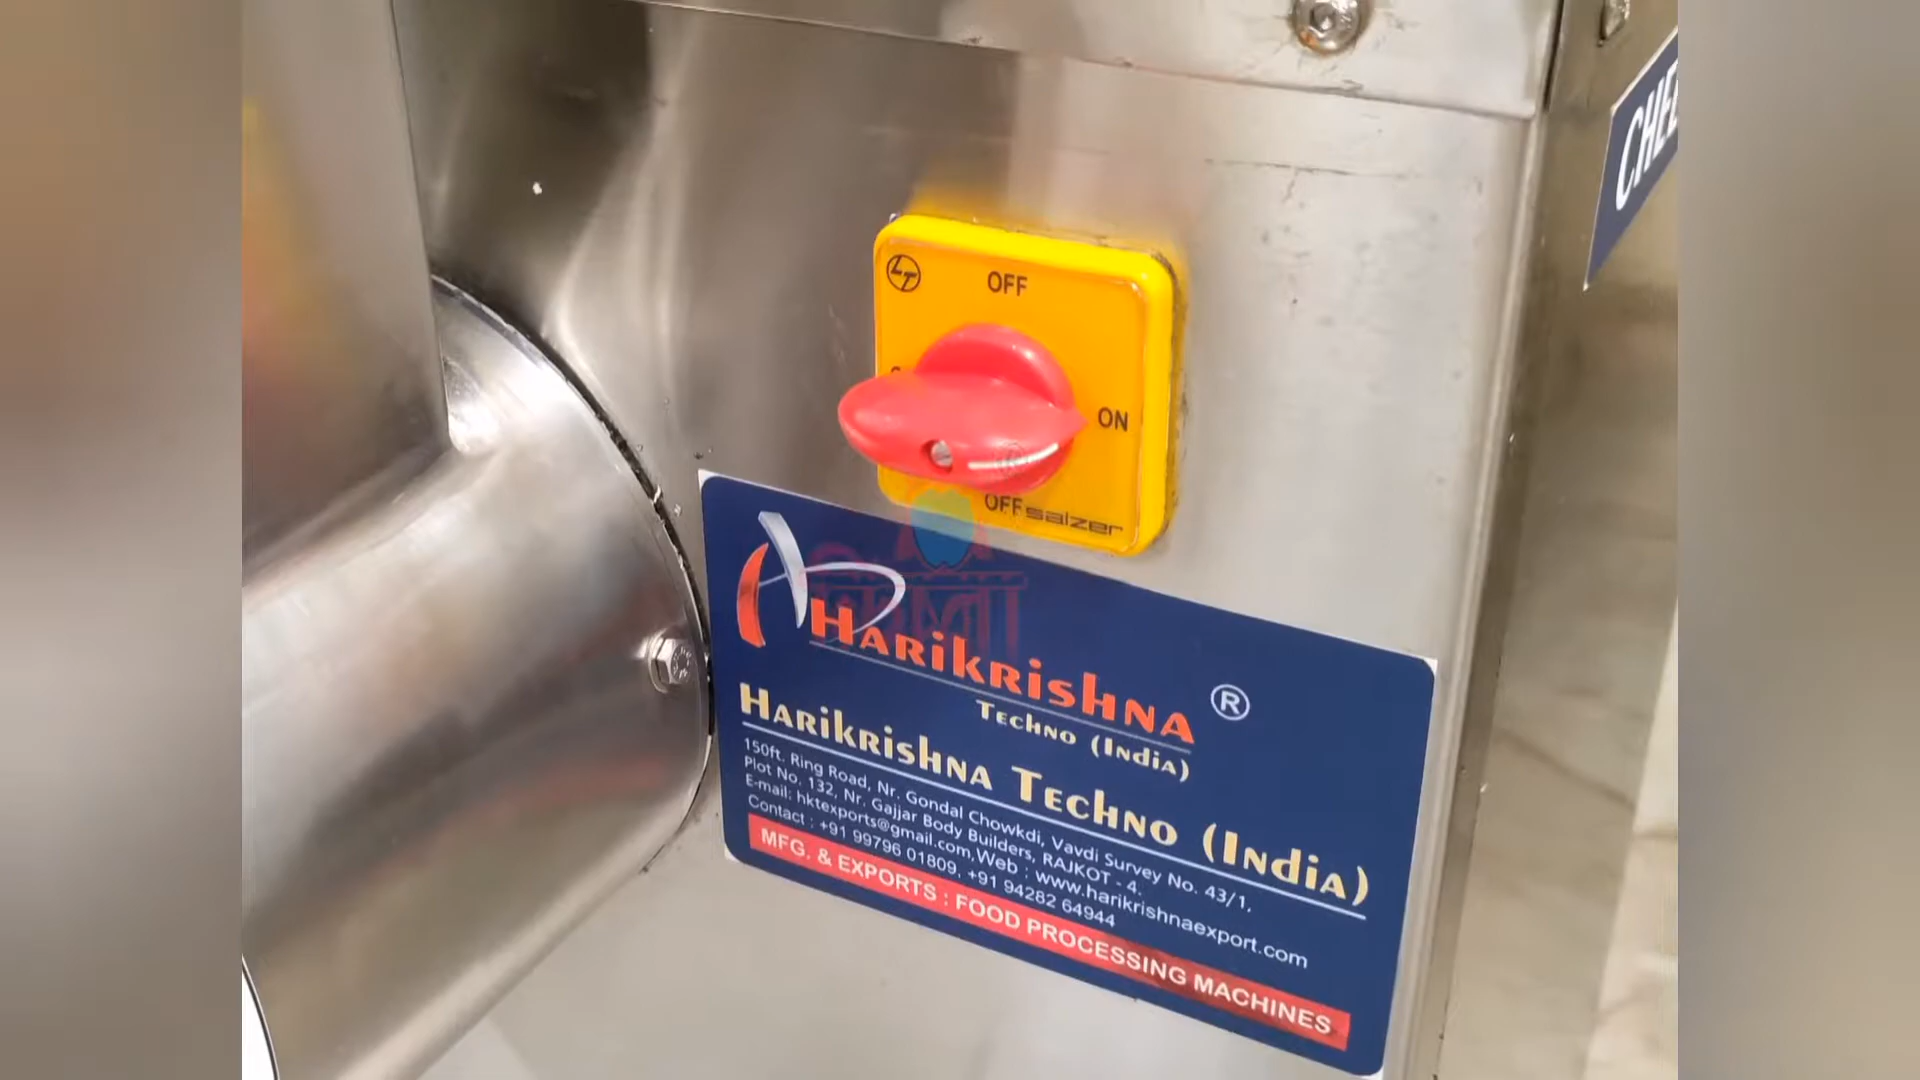 LT
OFF
ON
OFF
salzer
HARIKRISHNA ®
TECHNO (INDIA)
HARIKRISHNA TECHNO (INDIA)
150ft. Ring Road, Nr. Gondal Chowkdi, Vavdi Survey No. 43/1,
Plot No. 132, Nr. Gajjar Body Builders, RAJKOT - 4.
E-mail: hktexports@gmail.com, Web : www.harikrishnaexport.com
Contact : +91 99796 01809, +91 94282 64944
MFG. & EXPORTS : FOOD PROCESSING MACHINES